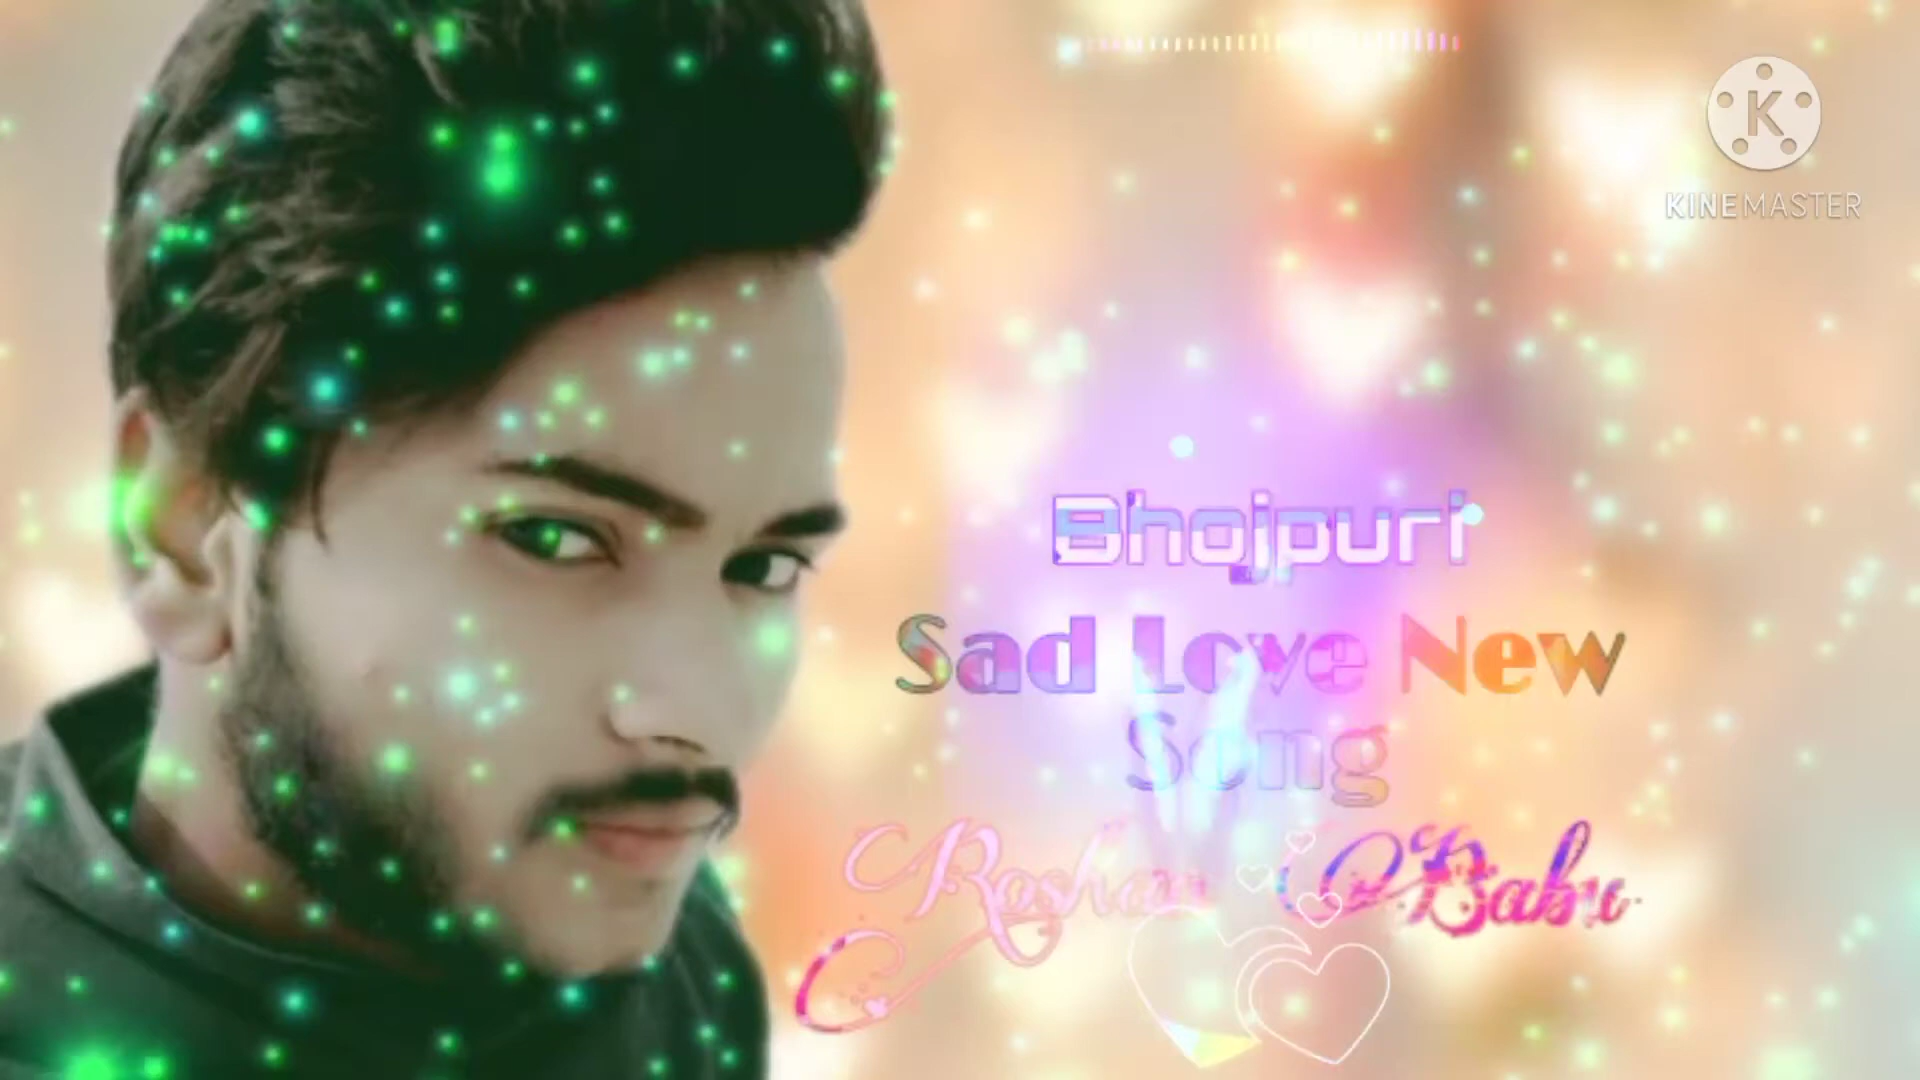 K
KINEMASTER
Bhojpuri
Sad Love New
Song
Roshan Babu